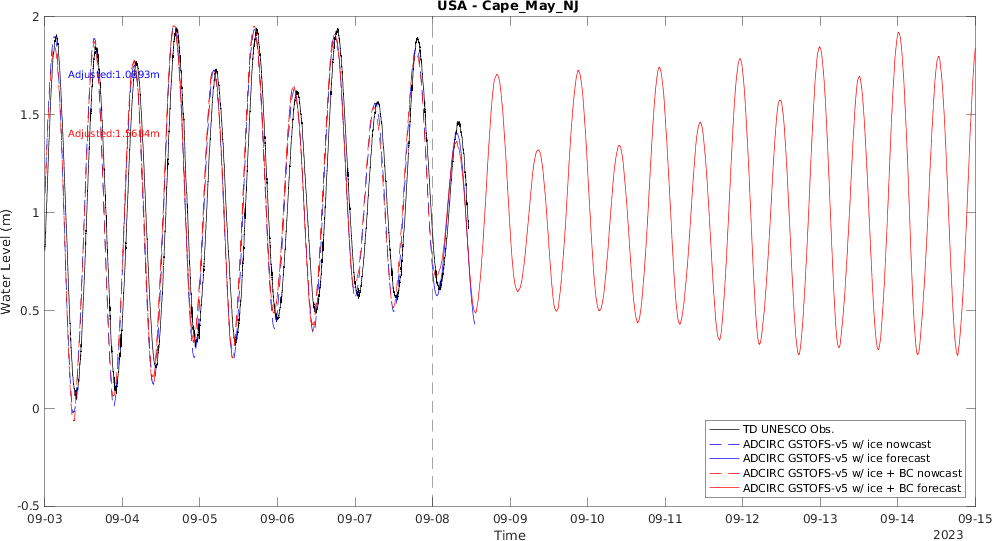 USA - Cape_May_NJ
2
1.5
1
0.5
0
-0.5
Water Level (m)
Adjusted:1.0893m
Adjusted:1.5684m
TD UNESCO Obs.
ADCIRC GSTOFS-v5 w/ ice nowcast
ADCIRC GSTOFS-v5 w/ ice forecast
ADCIRC GSTOFS-v5 w/ ice + BC nowcast
ADCIRC GSTOFS-v5 w/ ice + BC forecast
09-03 09-04 09-05 09-06 09-07 09-08 09-09 09-10 09-11 09-12 09-13 09-14 09-15
Time
2023